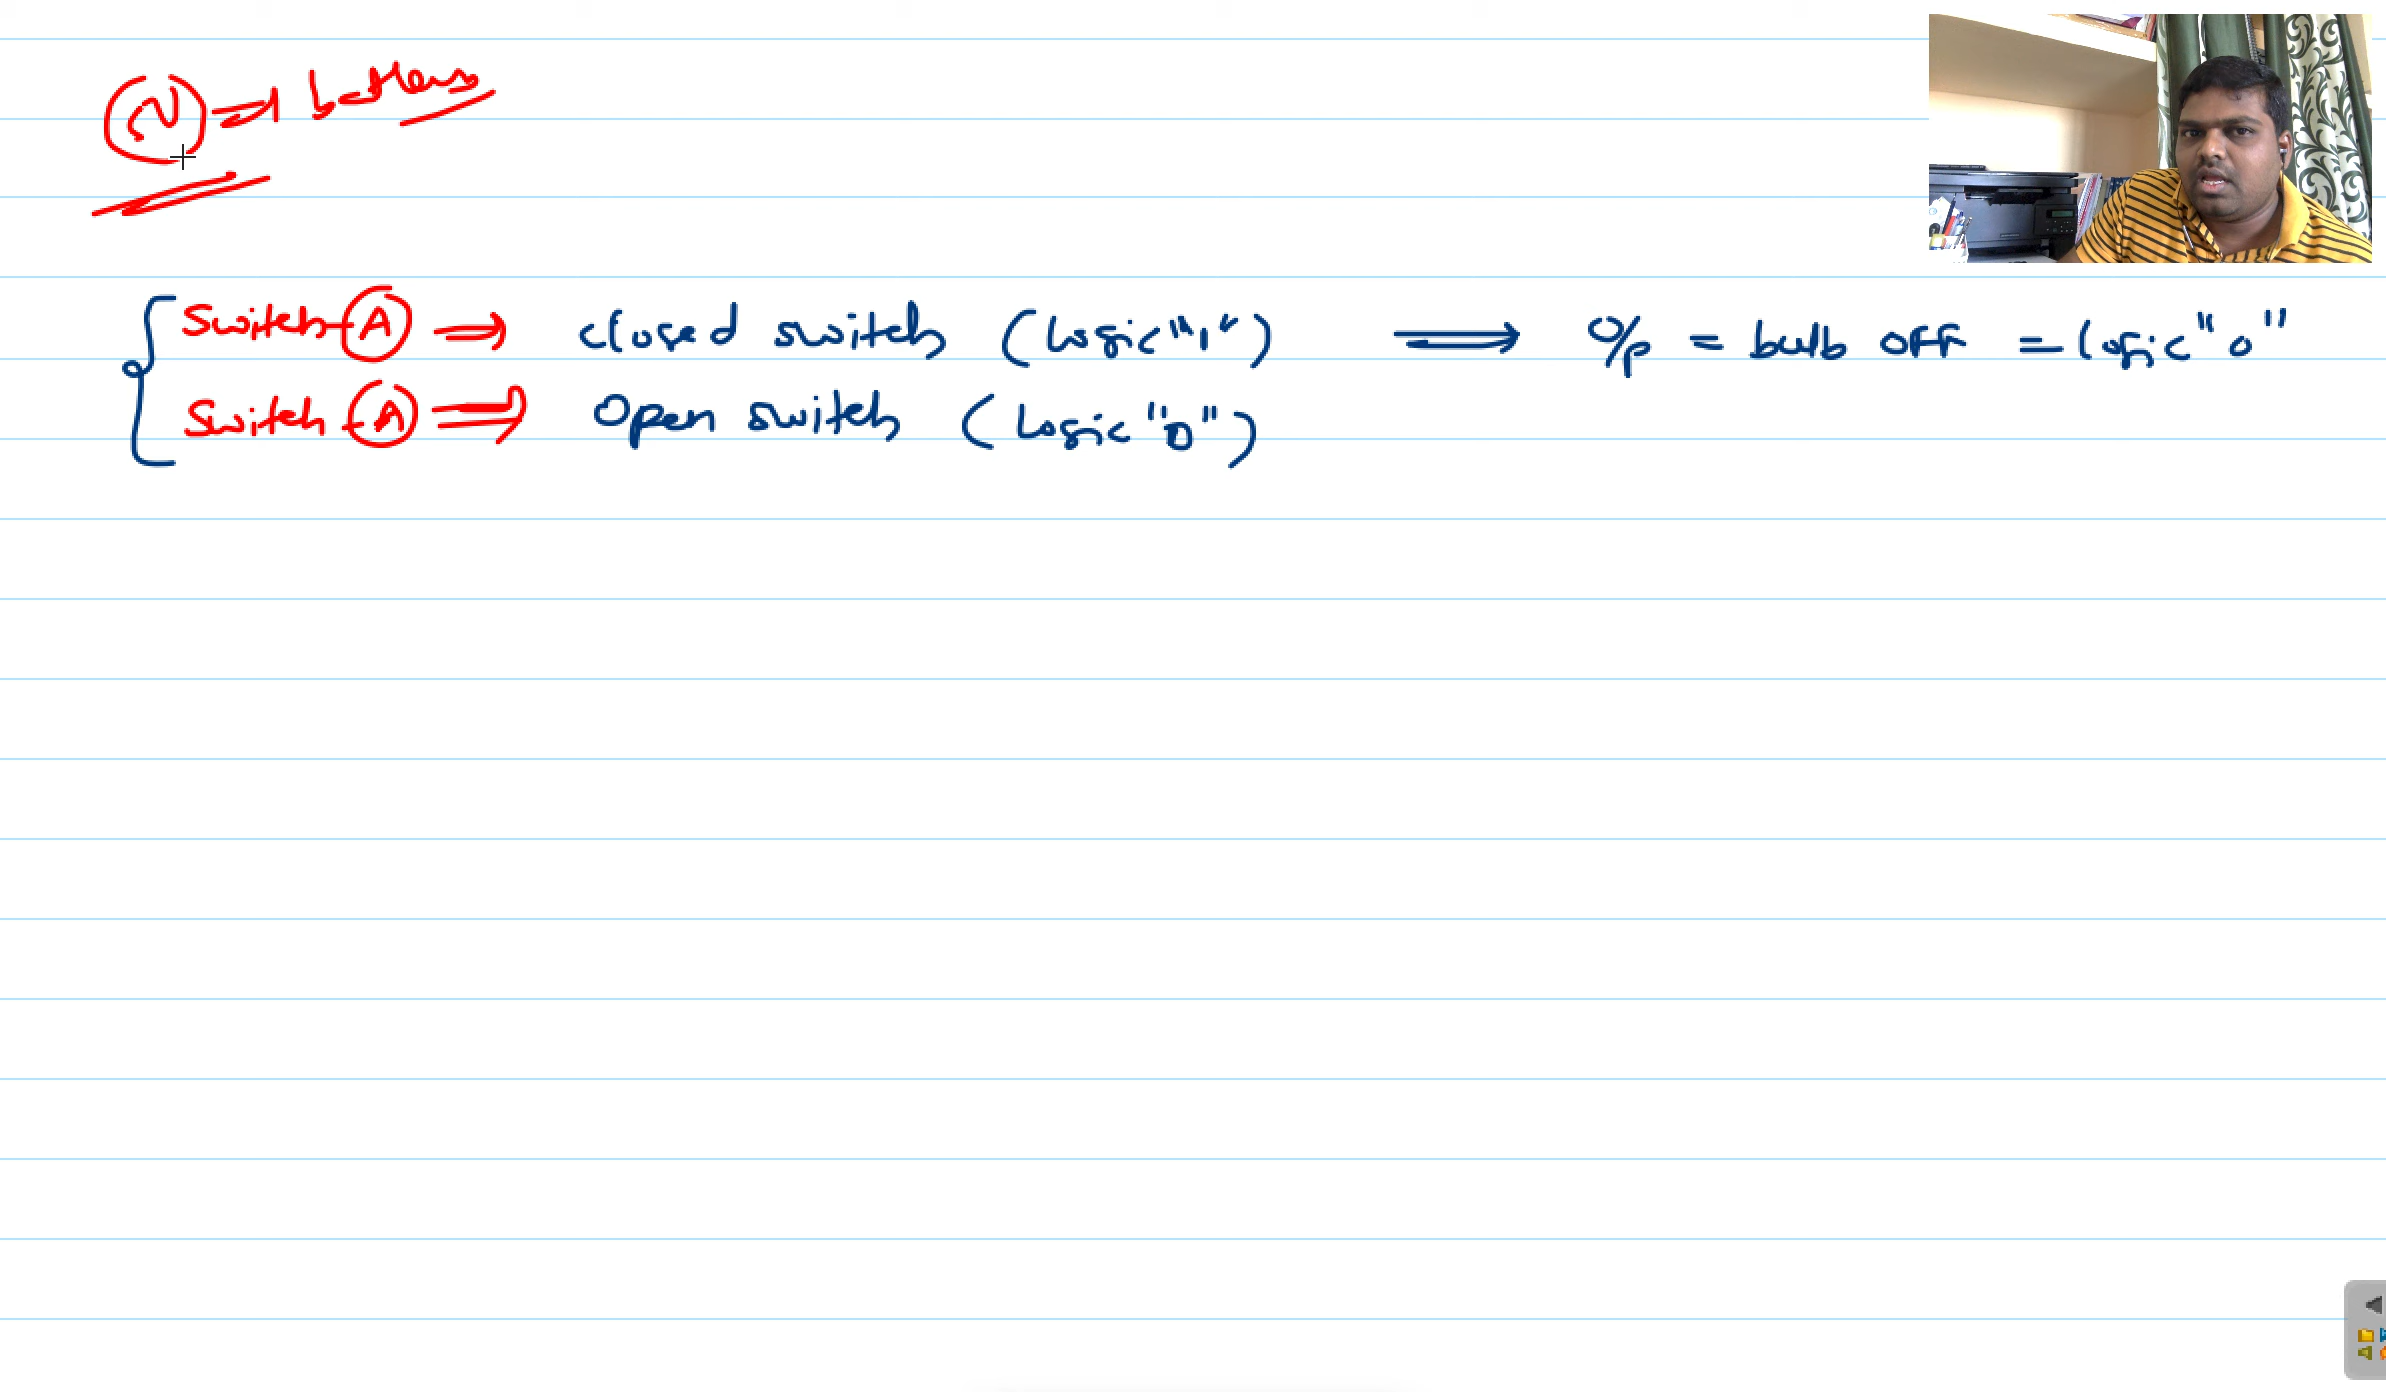 N ⇒ battery
Switch-A ⇒ closed switch (Logic "1") ⟹ O/p = bulb OFF = logic "0"
Switch-A ⇒ Open switch (Logic "0")